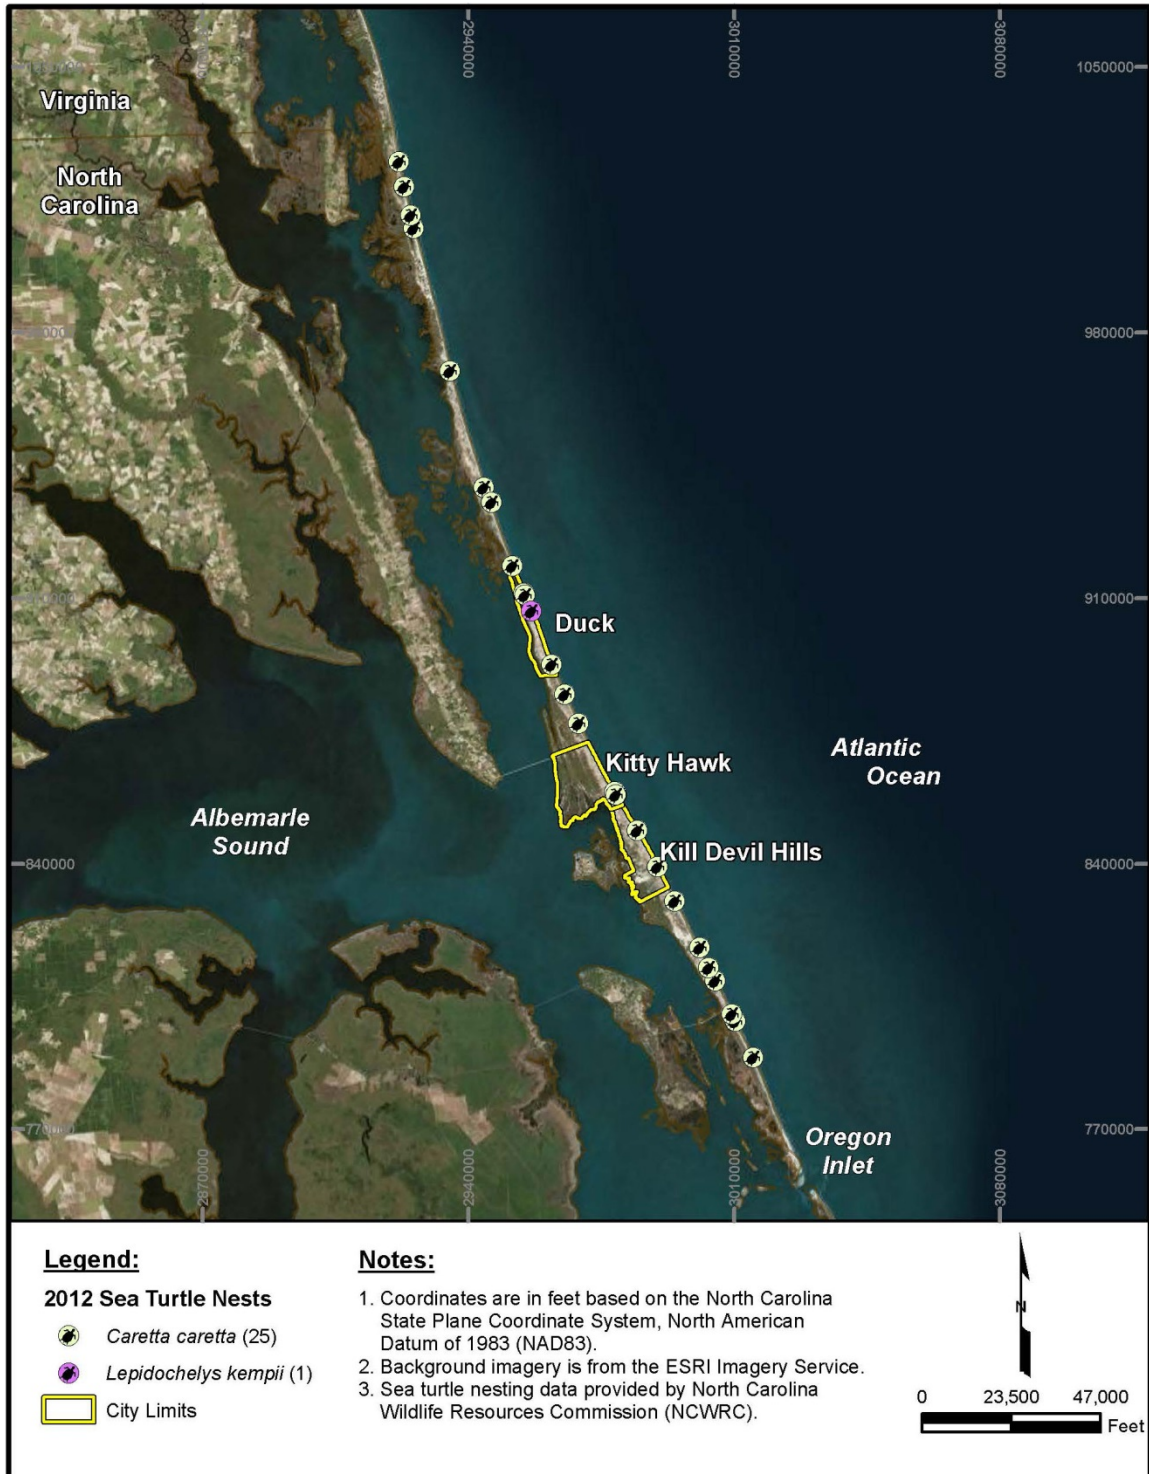 2940000
3010000
3080000
1050000
Virginia
North
Carolina
980000
910000
Duck
Kitty Hawk
Atlantic
Ocean
Albemarle
Sound
Kill Devil Hills
840000
840000
770000
770000
Oregon
Inlet
2870000
2940000
3010000
3080000
Legend:
2012 Sea Turtle Nests
Caretta caretta (25)
Lepidochelys kempii (1)
City Limits
Notes:
1. Coordinates are in feet based on the North Carolina
State Plane Coordinate System, North American
Datum of 1983 (NAD83).
2. Background imagery is from the ESRI Imagery Service.
3. Sea turtle nesting data provided by North Carolina
Wildlife Resources Commission (NCWRC).
N
0 23,500 47,000
Feet